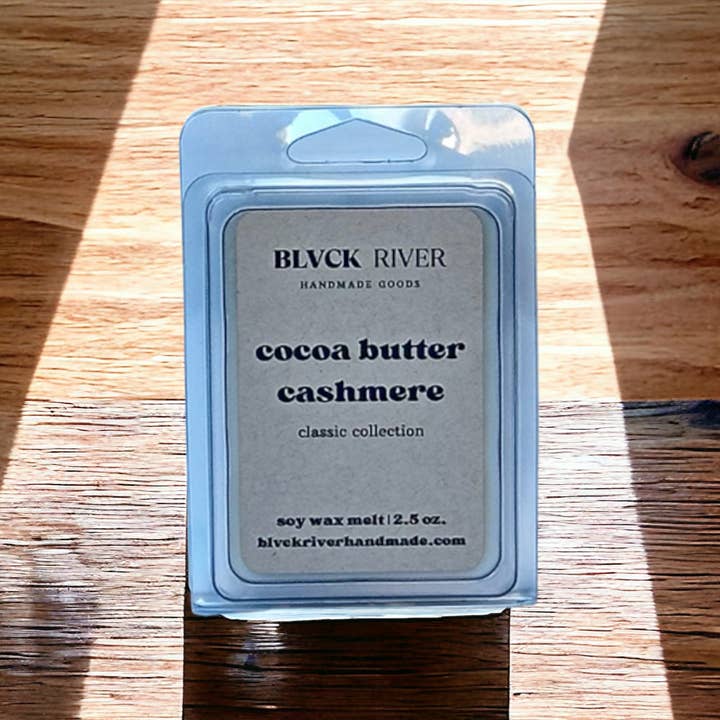 BLVCK RIVER
HANDMADE GOODS
cocoa butter
cashmere
classic collection
soy wax melt | 2.5 oz.
blvckriverhandmade.com